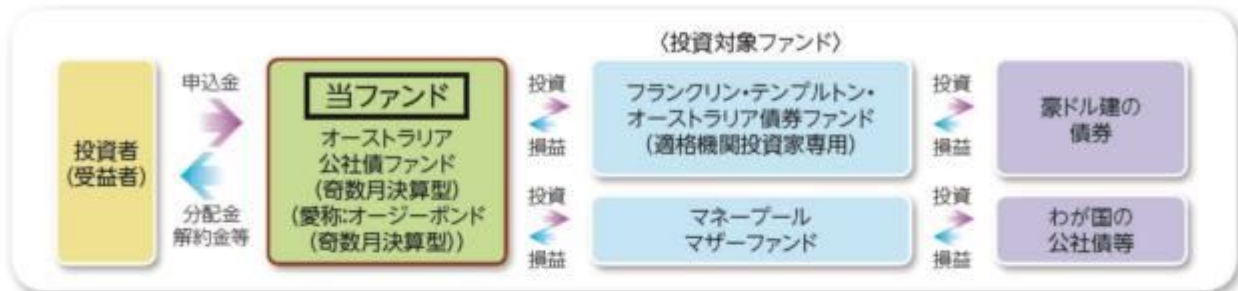 〈投資対象ファンド〉
投資者
(受益者)
申込金
分配金
解約金等
当ファンド
オーストラリア
公社債ファンド
(奇数月決算型)
(愛称:オージーボンド
(奇数月決算型))
投資
損益
フランクリン・テンプルトン・
オーストラリア債券ファンド
(適格機関投資家専用)
投資
損益
豪ドル建の
債券
投資
損益
マネープール
マザーファンド
投資
損益
わが国の
公社債等